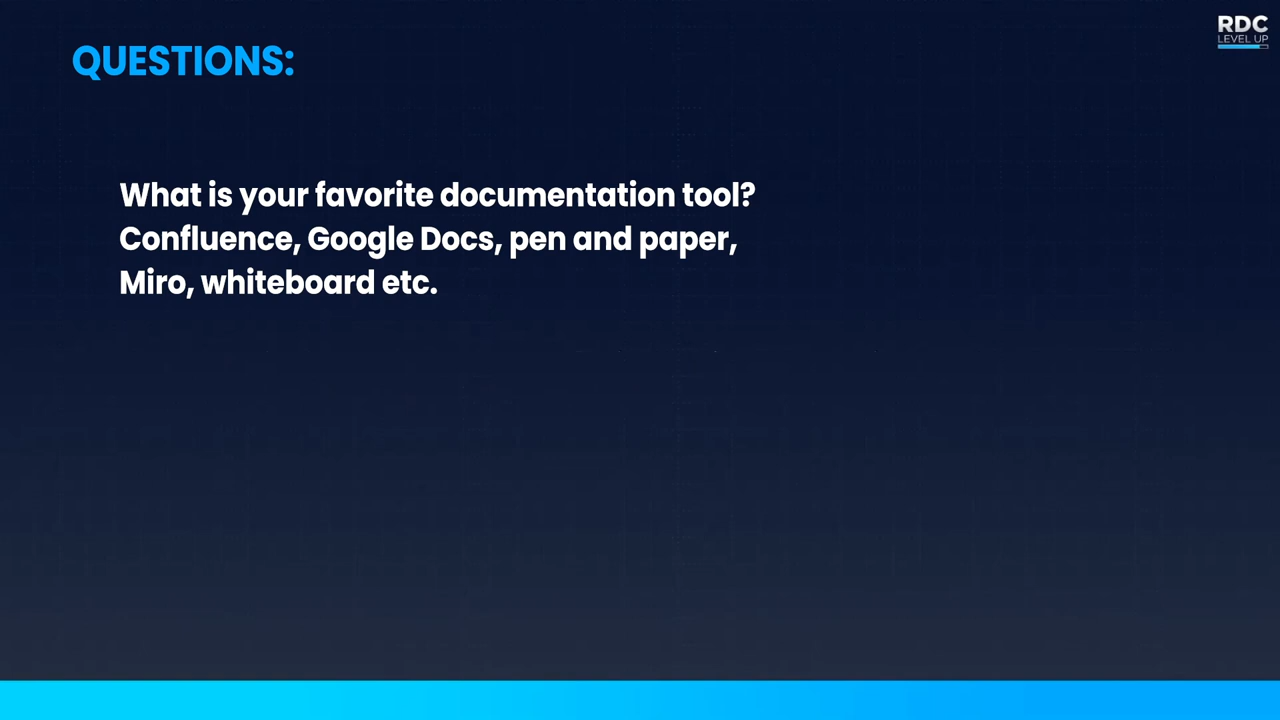 QUESTIONS:
RDC
LEVEL UP
What is your favorite documentation tool?
Confluence, Google Docs, pen and paper,
Miro, whiteboard etc.